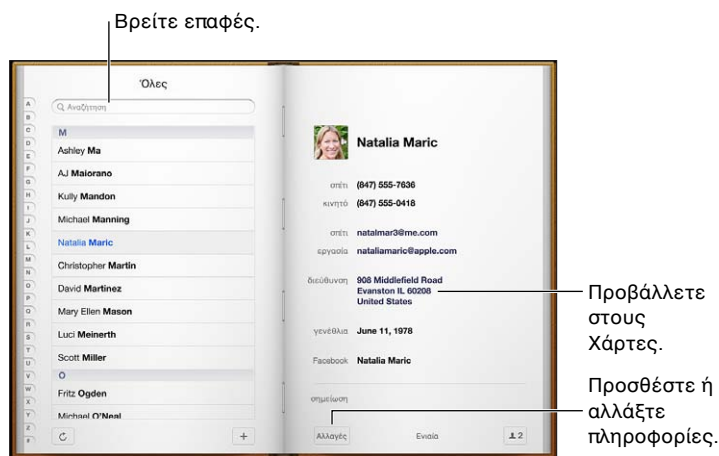 Βρείτε επαφές.
Όλες
Αναζήτηση
A
B
C
D
E
F
G
H
I
J
K
L
M
N
O
P
Q
R
S
T
U
V
W
X
Y
Z
#
M
Ashley Ma
AJ Maiorano
Kully Mandon
Michael Manning
Natalia Maric
Christopher Martin
David Martinez
Mary Ellen Mason
Luci Meinerth
Scott Miller
O
Fritz Ogden
Michael O'Neal
Natalia Maric
σπίτι (847) 555-7636
κινητό (847) 555-0418
σπίτι natalmar3@me.com
εργασία nataliamaric@apple.com
διεύθυνση 908 Middlefield Road
Evanston IL 60208
United States
γενέθλια June 11, 1978
Facebook Natalia Maric
σημείωση
Αλλαγές Ενιαία 2
Προβάλλετε
στους
Χάρτες.
Προσθέστε ή
αλλάξτε
πληροφορίες.